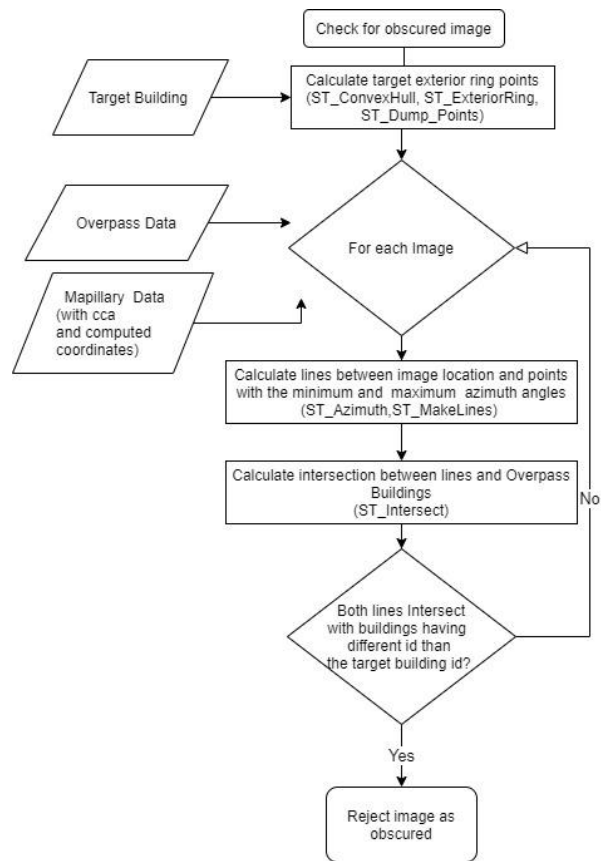 Check for obscured image
Calculate target exterior ring points
(ST_ConvexHull, ST_ExteriorRing,
ST_Dump_Points)
Target Building
Overpass Data
For each Image
Mapillary Data
(with cca
and computed
coordinates)
Calculate lines between image location and points
with the minimum and maximum azimuth angles
(ST_Azimuth,ST_MakeLines)
Calculate intersection between lines and Overpass
Buildings
(ST_Intersect)
No
Both lines Intersect
with buildings having
different id than
the target building id?
Yes
Reject image as
obscured